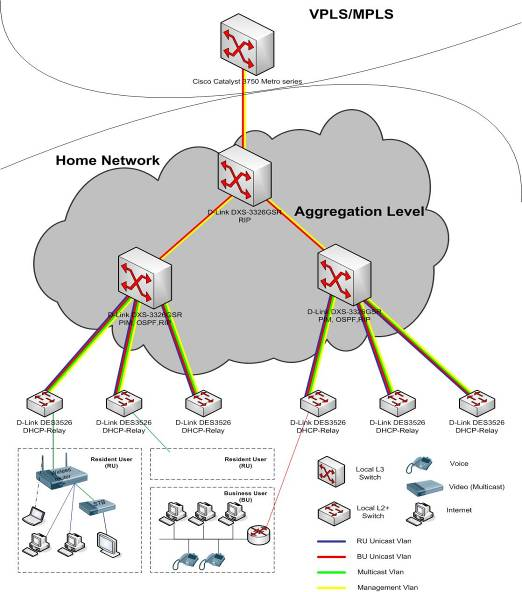 VPLS/MPLS
Cisco Catalyst 3750 Metro series
Home Network
D-Link DXS-3326GSR
RIP
Aggregation Level
D-Link DXS-3326GSR
PIM, OSPF,RIP
D-Link DXS-3326GSR
PIM, OSPF,RIP
D-Link DES3526
DHCP-Relay
D-Link DES3526
DHCP-Relay
D-Link DES3526
DHCP-Relay
D-Link DES3526
DHCP-Relay
D-Link DES3526
DHCP-Relay
D-Link DES3526
DHCP-Relay
Resident User
(RU)
Wireless
router
STB
Resident User
(RU)
Business User
(BU)
Local L3
Switch
Voice
Video (Multicast)
Local L2+
Switch
Internet
RU Unicast Vlan
BU Unicast Vlan
Multicast Vlan
Management Vlan